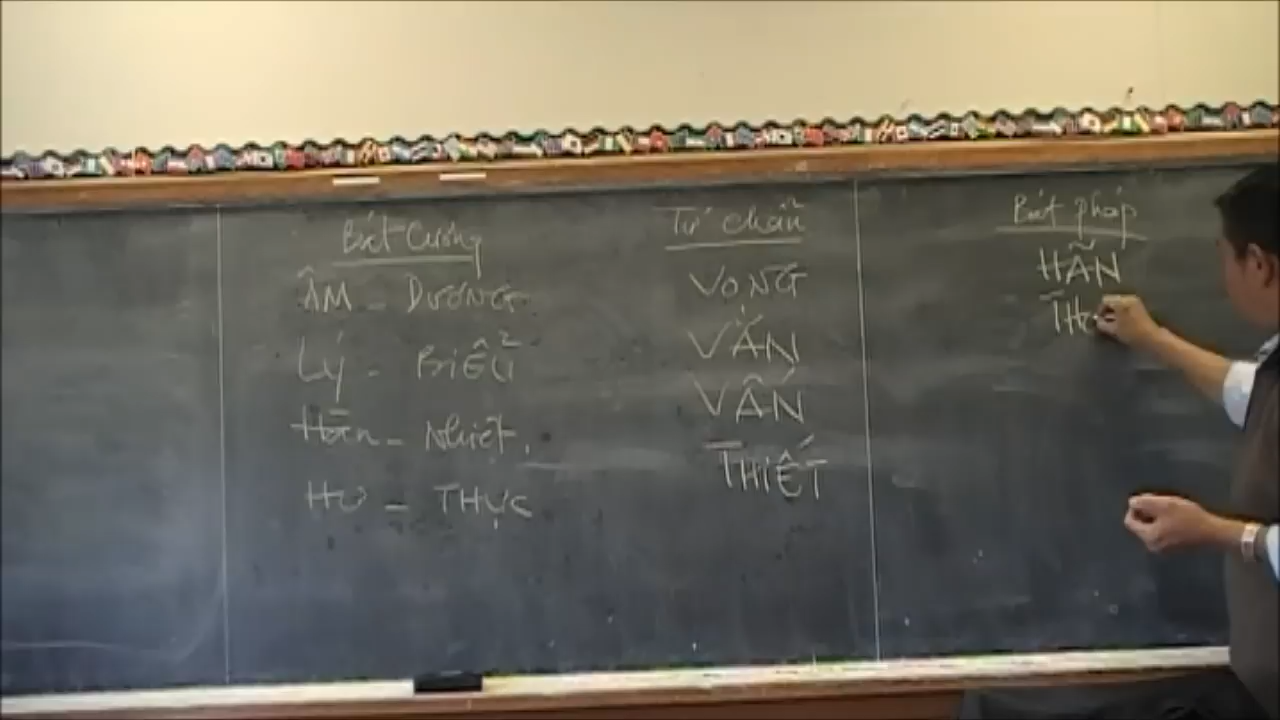 Bát Cương
ÂM - DƯƠNG
Lý - BiỂU
Hàn - Nhiệt
HƯ - THỰC
Tứ chẩn
VỌNG
VĂN
VẤN
THIẾT
Bát pháp
HÃN